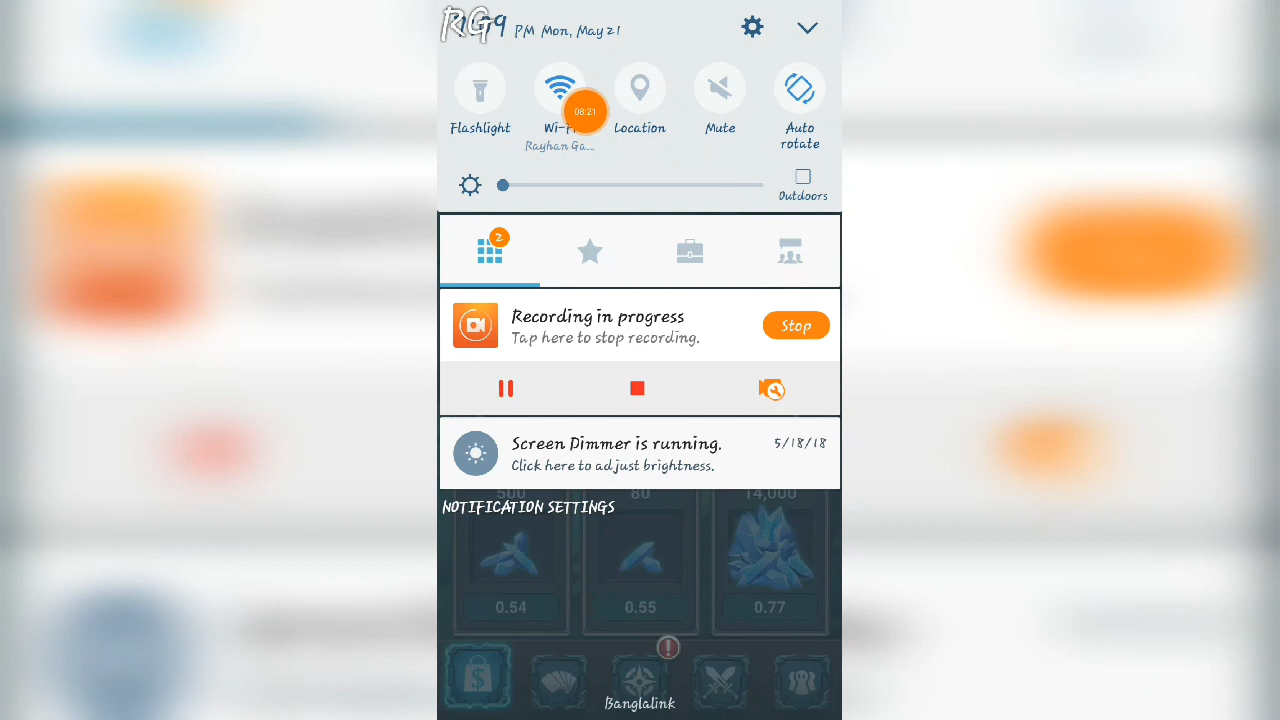 RG
9 PM Mon, May 21
Flashlight
Wi-Fi
Rayhan Ga...
08:21
Location
Mute
Auto
rotate
Outdoors
2
Recording in progress
Tap here to stop recording.
Stop
Screen Dimmer is running.
5/18/18
Click here to adjust brightness.
500 80 14,000
NOTIFICATION SETTINGS
0.54 0.55 0.77
Banglalink